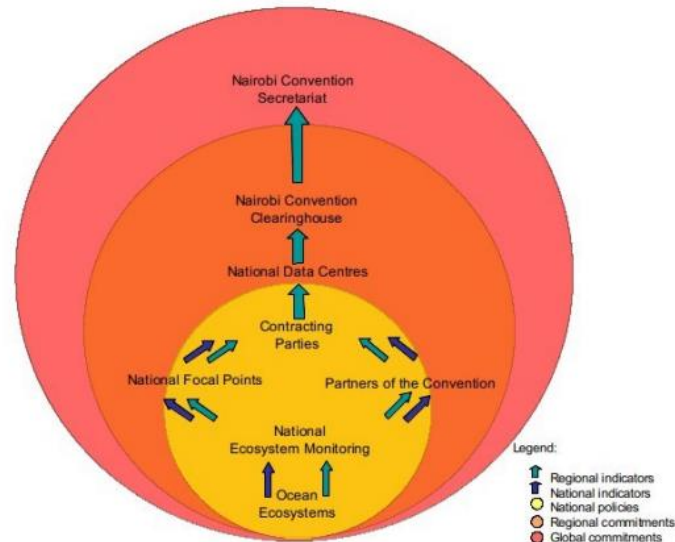 Nairobi Convention
Secretariat
Nairobi Convention
Clearinghouse
National Data Centres
Contracting
Parties
National Focal Points
Partners of the Convention
National
Ecosystem Monitoring
Ocean
Ecosystems
Legend:
Regional indicators
National indicators
National policies
Regional commitments
Global commitments